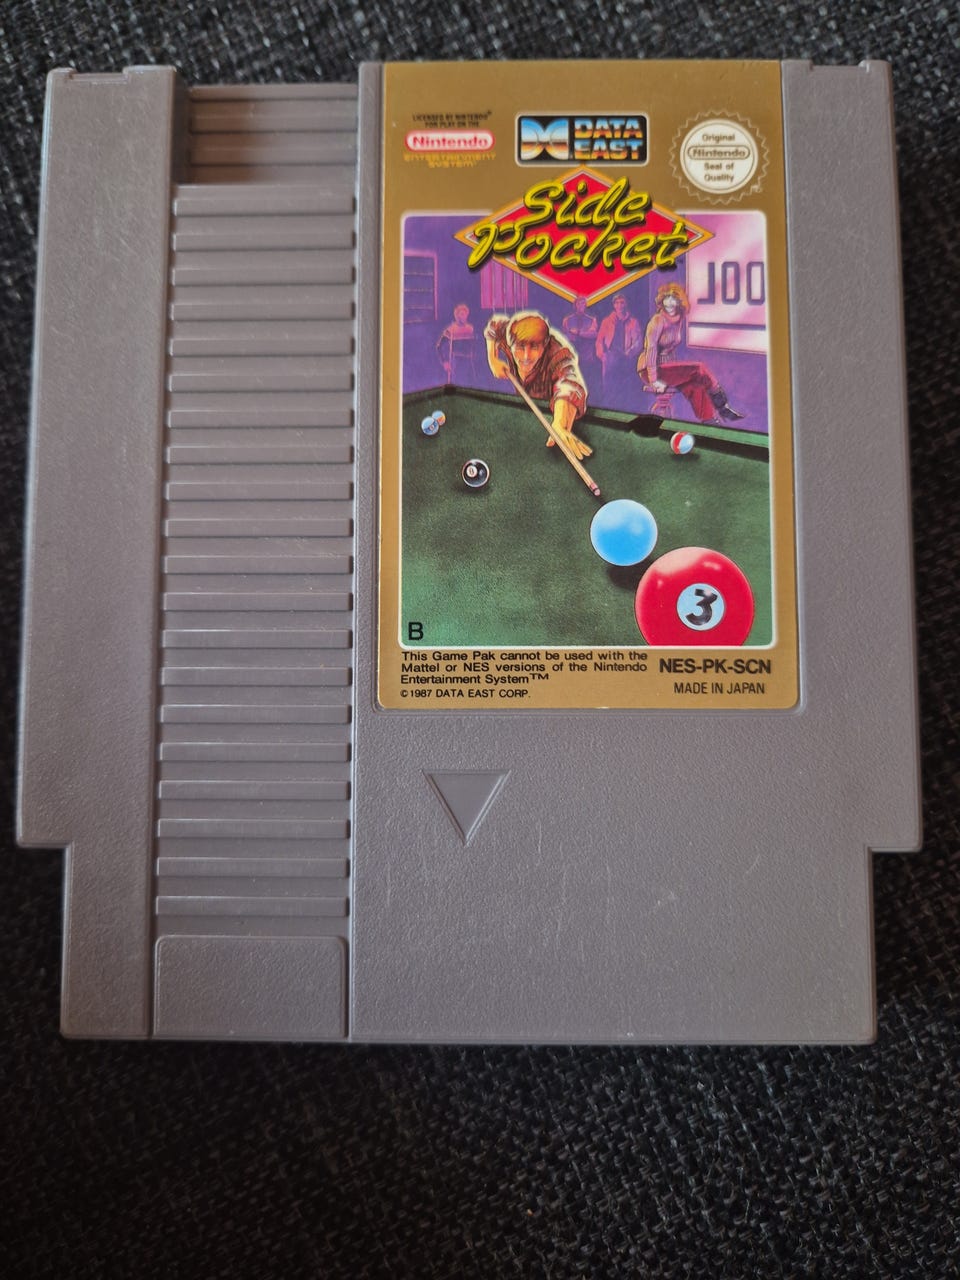 LICENSED BY NINTENDO®
FOR PLAY ON THE
Nintendo
ENTERTAINMENT
SYSTEM
DATA
EAST
Original
Nintendo
Seal of
Quality
Side
Pocket
JOO
8
3
B
This Game Pak cannot be used with the
Mattel or NES versions of the Nintendo
Entertainment System™
©1987 DATA EAST CORP.
NES-PK-SCN
MADE IN JAPAN